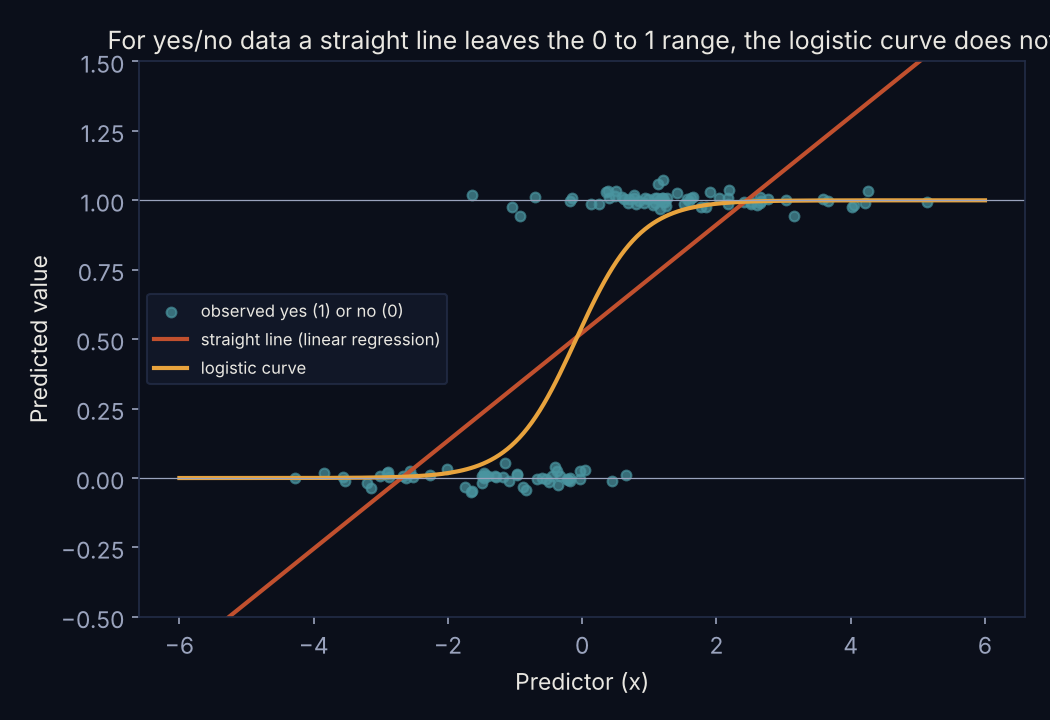 For yes/no data a straight line leaves the 0 to 1 range, the logistic curve does no
1.50
1.25
1.00
0.75
0.50
0.25
0.00
−0.25
−0.50
Predicted value
observed yes (1) or no (0)
straight line (linear regression)
logistic curve
−6
−4
−2
0
2
4
6
Predictor (x)